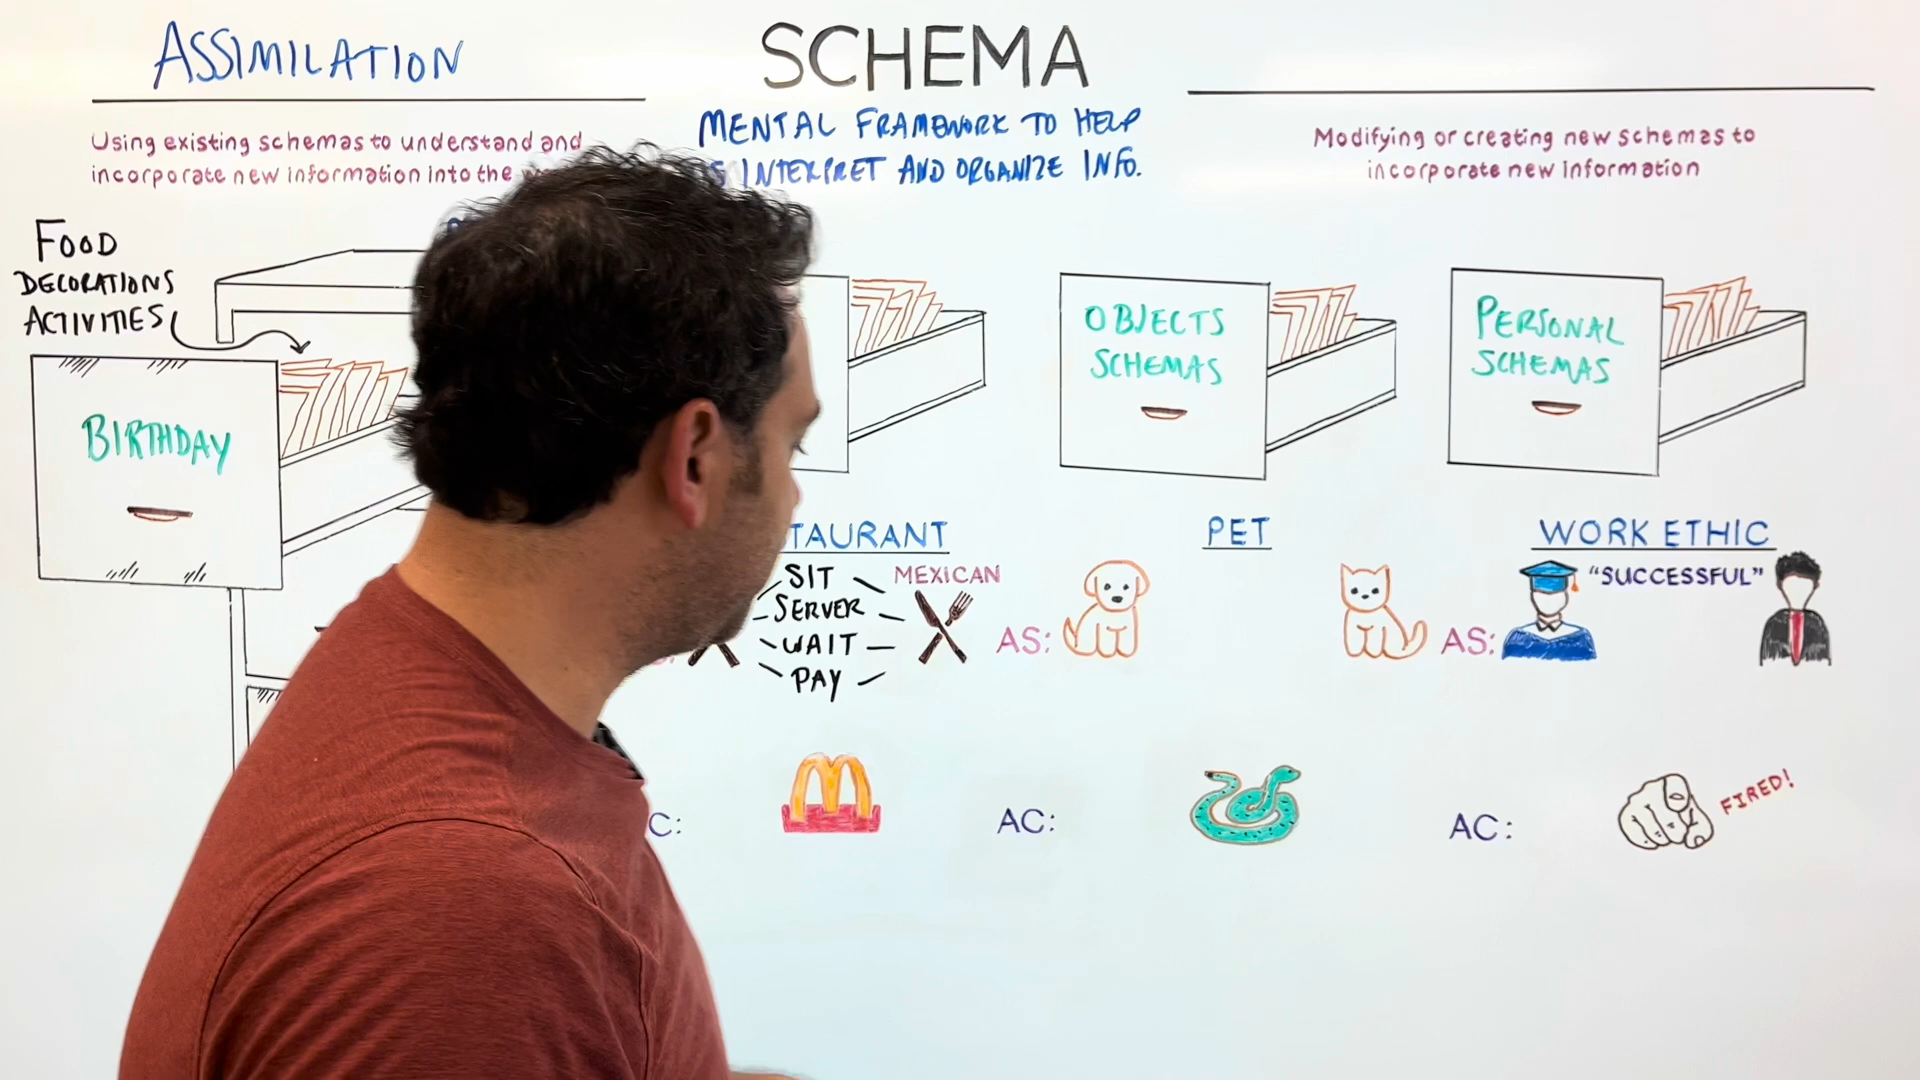 ASSIMILATION
SCHEMA
Using existing schemas to understand and
incorporate new information into the
MENTAL FRAMEWORK TO HELP
INTERPRET AND ORGANIZE INFO.
Modifying or creating new schemas to
incorporate new information
FOOD
DECORATIONS
ACTIVITIES
BIRTHDAY
OBJECTS
SCHEMAS
PERSONAL
SCHEMAS
TAURANT
SIT
SERVER
WAIT
PAY
MEXICAN
PET
AS:
WORK ETHIC
"SUCCESSFUL"
AS:
C:
AC:
AC:
FIRED!